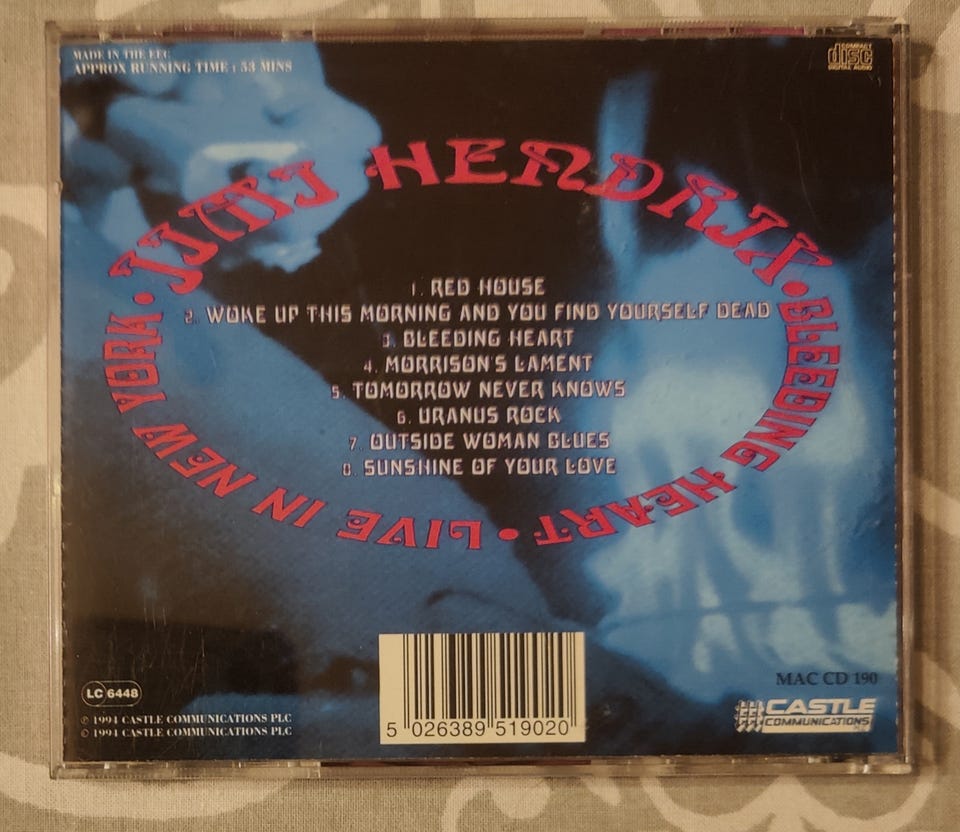 MADE IN THE EEC
APPROX RUNNING TIME : 53 MINS
COMPACT
disc
DIGITAL AUDIO
JIMI HENDRIX • BLEEDING HEART • LIVE IN NEW YORK •
1. RED HOUSE
2. WOKE UP THIS MORNING AND YOU FIND YOURSELF DEAD
3. BLEEDING HEART
4. MORRISON'S LAMENT
5. TOMORROW NEVER KNOWS
6. URANUS ROCK
7. OUTSIDE WOMAN BLUES
8. SUNSHINE OF YOUR LOVE
LC 6448
℗ 1994 CASTLE COMMUNICATIONS PLC
© 1994 CASTLE COMMUNICATIONS PLC
5 026389 519020
MAC CD 190
CASTLE
COMMUNICATIONS
PLC